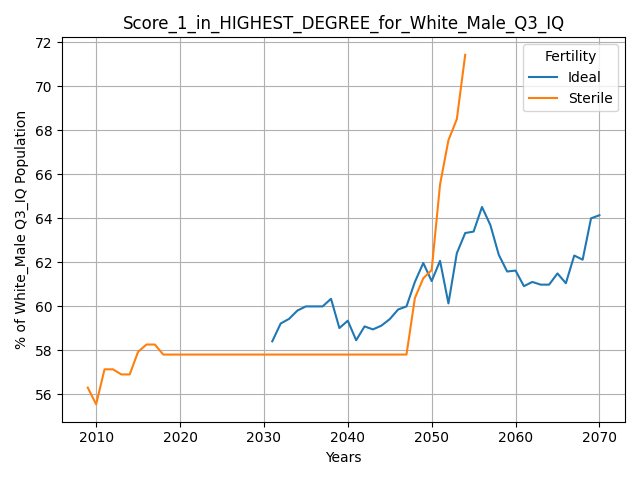 Score_1_in_HIGHEST_DEGREE_for_White_Male_Q3_IQ
72
70
68
66
64
62
60
58
56
% of White_Male Q3_IQ Population
Fertility
Ideal
Sterile
2010 2020 2030 2040 2050 2060 2070
Years